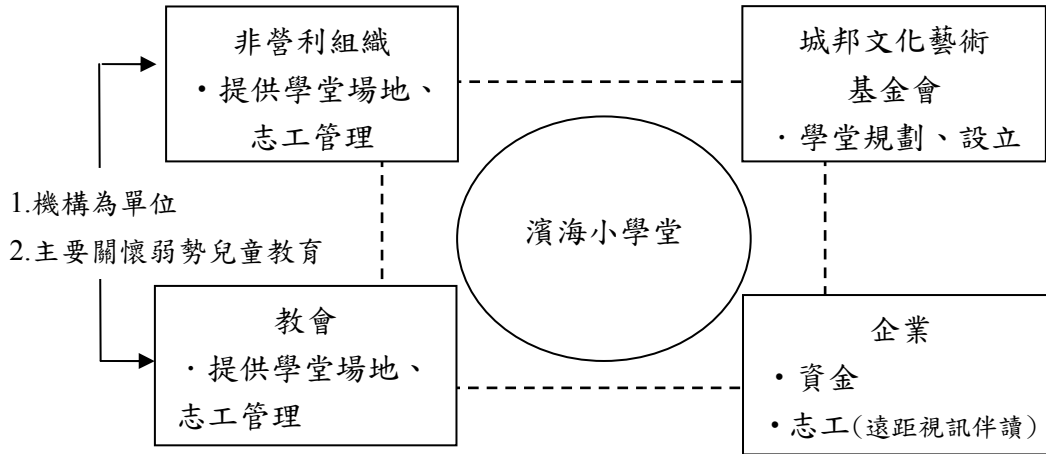 非營利組織
・提供學堂場地、
志工管理
城邦文化藝術
基金會
・學堂規劃、設立
1.機構為單位
2.主要關懷弱勢兒童教育
濱海小學堂
教會
・提供學堂場地、
志工管理
企業
・資金
・志工(遠距視訊伴讀)